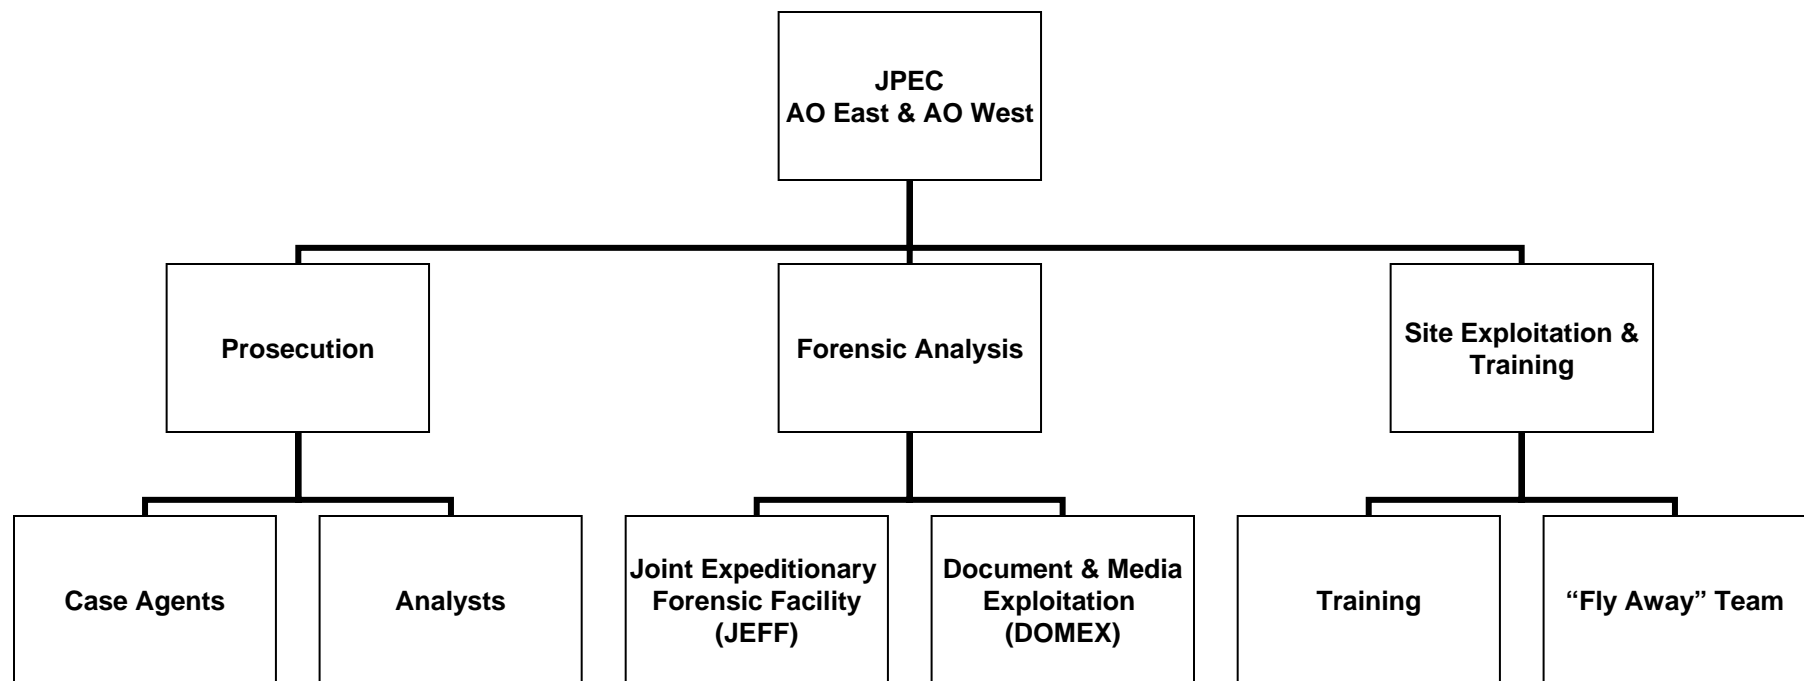 JPEC
AO East & AO West
Prosecution
Forensic Analysis
Site Exploitation &
Training
Case Agents
Analysts
Joint Expeditionary
Forensic Facility
(JEFF)
Document & Media
Exploitation
(DOMEX)
Training
“Fly Away” Team